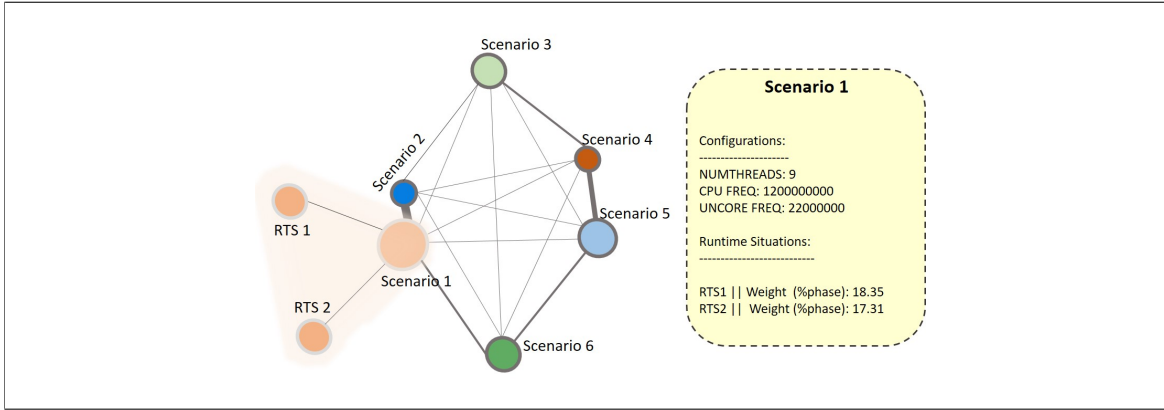 Scenario 3
Scenario 2
Scenario 4
Scenario 5
RTS 1
Scenario 1
RTS 2
Scenario 6
Scenario 1
Configurations:
---------------------
NUMTHREADS: 9
CPU FREQ: 1200000000
UNCORE FREQ: 22000000
Runtime Situations:
---------------------------
RTS1 || Weight (%phase): 18.35
RTS2 || Weight (%phase): 17.31